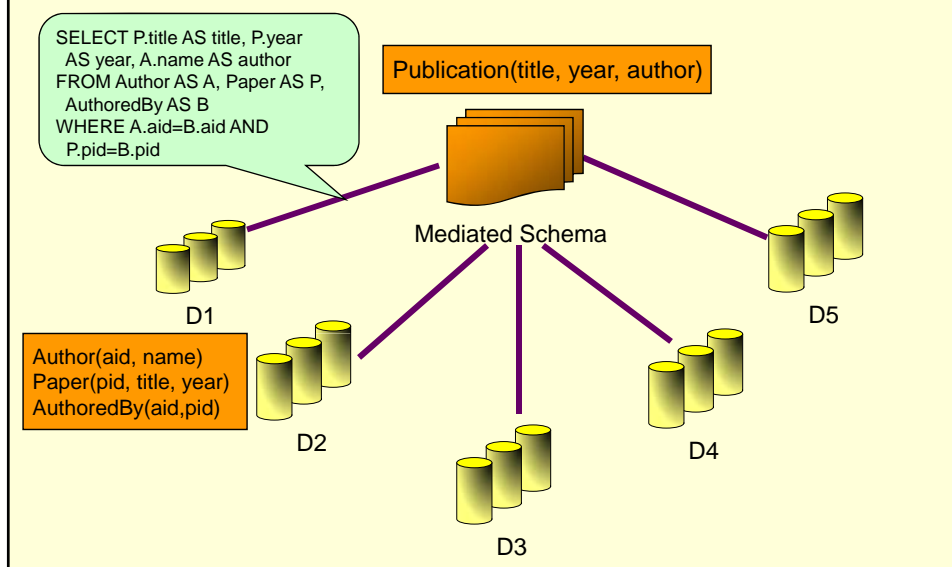 SELECT P.title AS title, P.year
AS year, A.name AS author
FROM Author AS A, Paper AS P,
AuthoredBy AS B
WHERE A.aid=B.aid AND
P.pid=B.pid
Publication(title, year, author)
Mediated Schema
D1
D5
Author(aid, name)
Paper(pid, title, year)
AuthoredBy(aid,pid)
D2
D4
D3